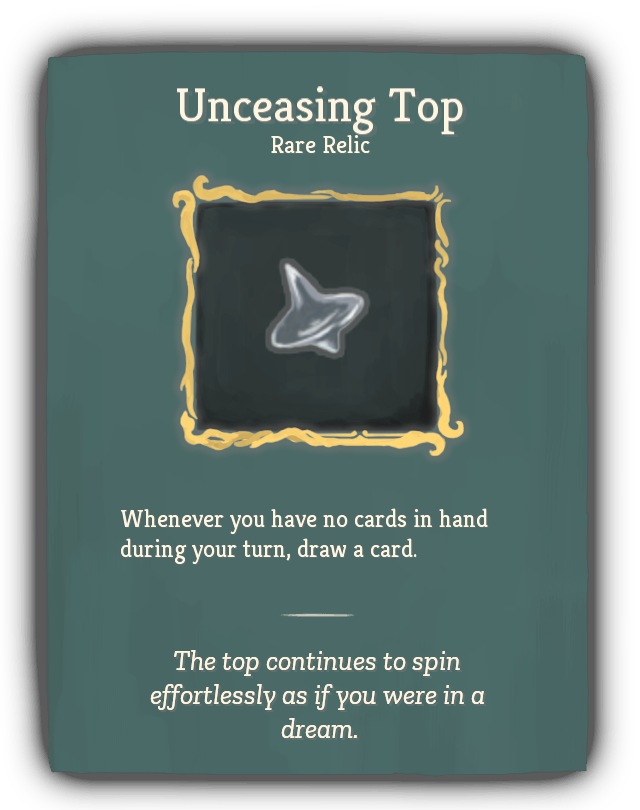 Unceasing Top
Rare Relic
Whenever you have no cards in hand
during your turn, draw a card.
The top continues to spin
effortlessly as if you were in a
dream.